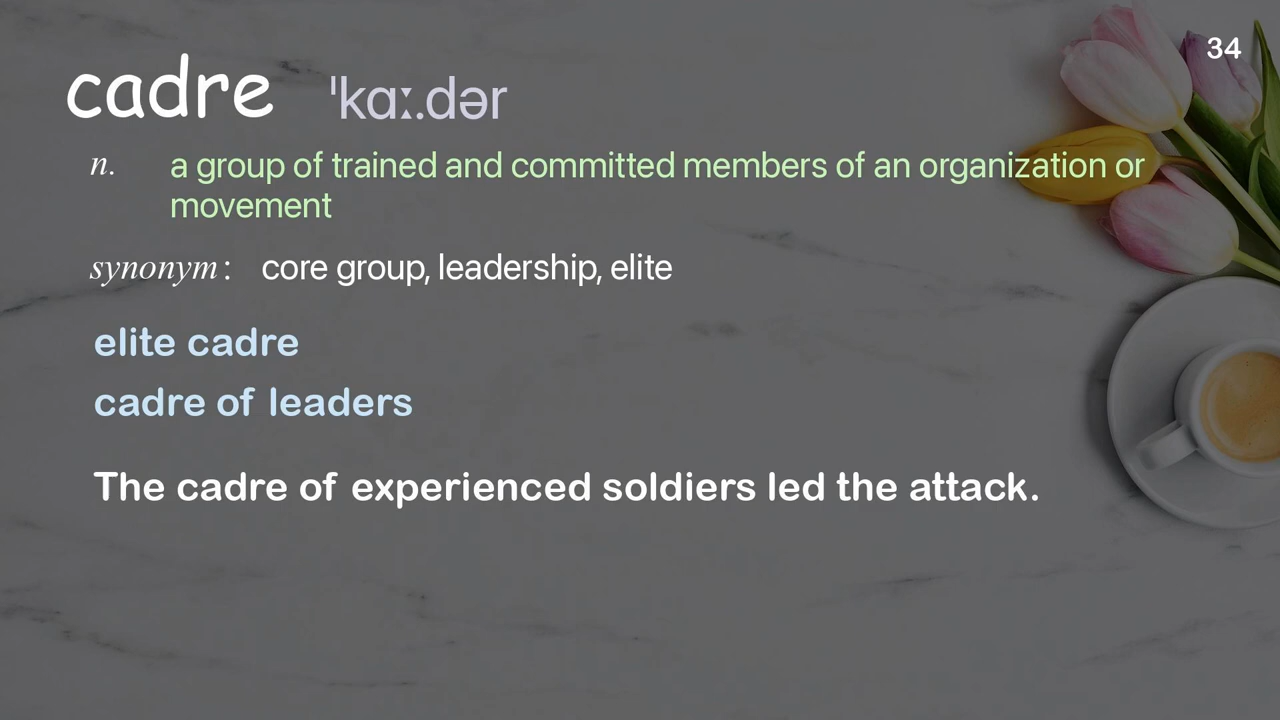 34
cadre ˈkɑː.dər
n. a group of trained and committed members of an organization or
movement
synonym: core group, leadership, elite
elite cadre
cadre of leaders
The cadre of experienced soldiers led the attack.